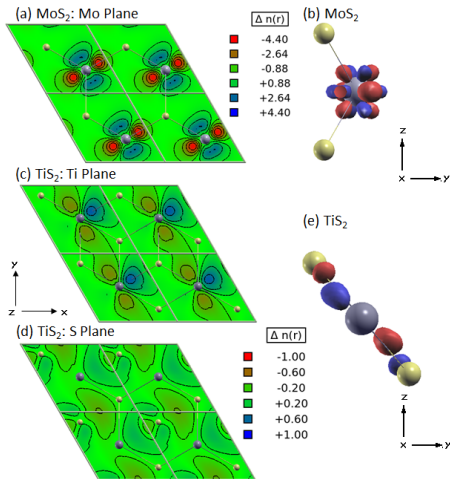 (a) MoS2: Mo Plane
Δ n(r)
-4.40
-2.64
-0.88
+0.88
+2.64
+4.40
(b) MoS2
z
x
y
(c) TiS2: Ti Plane
y
z
x
(d) TiS2: S Plane
Δ n(r)
-1.00
-0.60
-0.20
+0.20
+0.60
+1.00
(e) TiS2
z
x
y